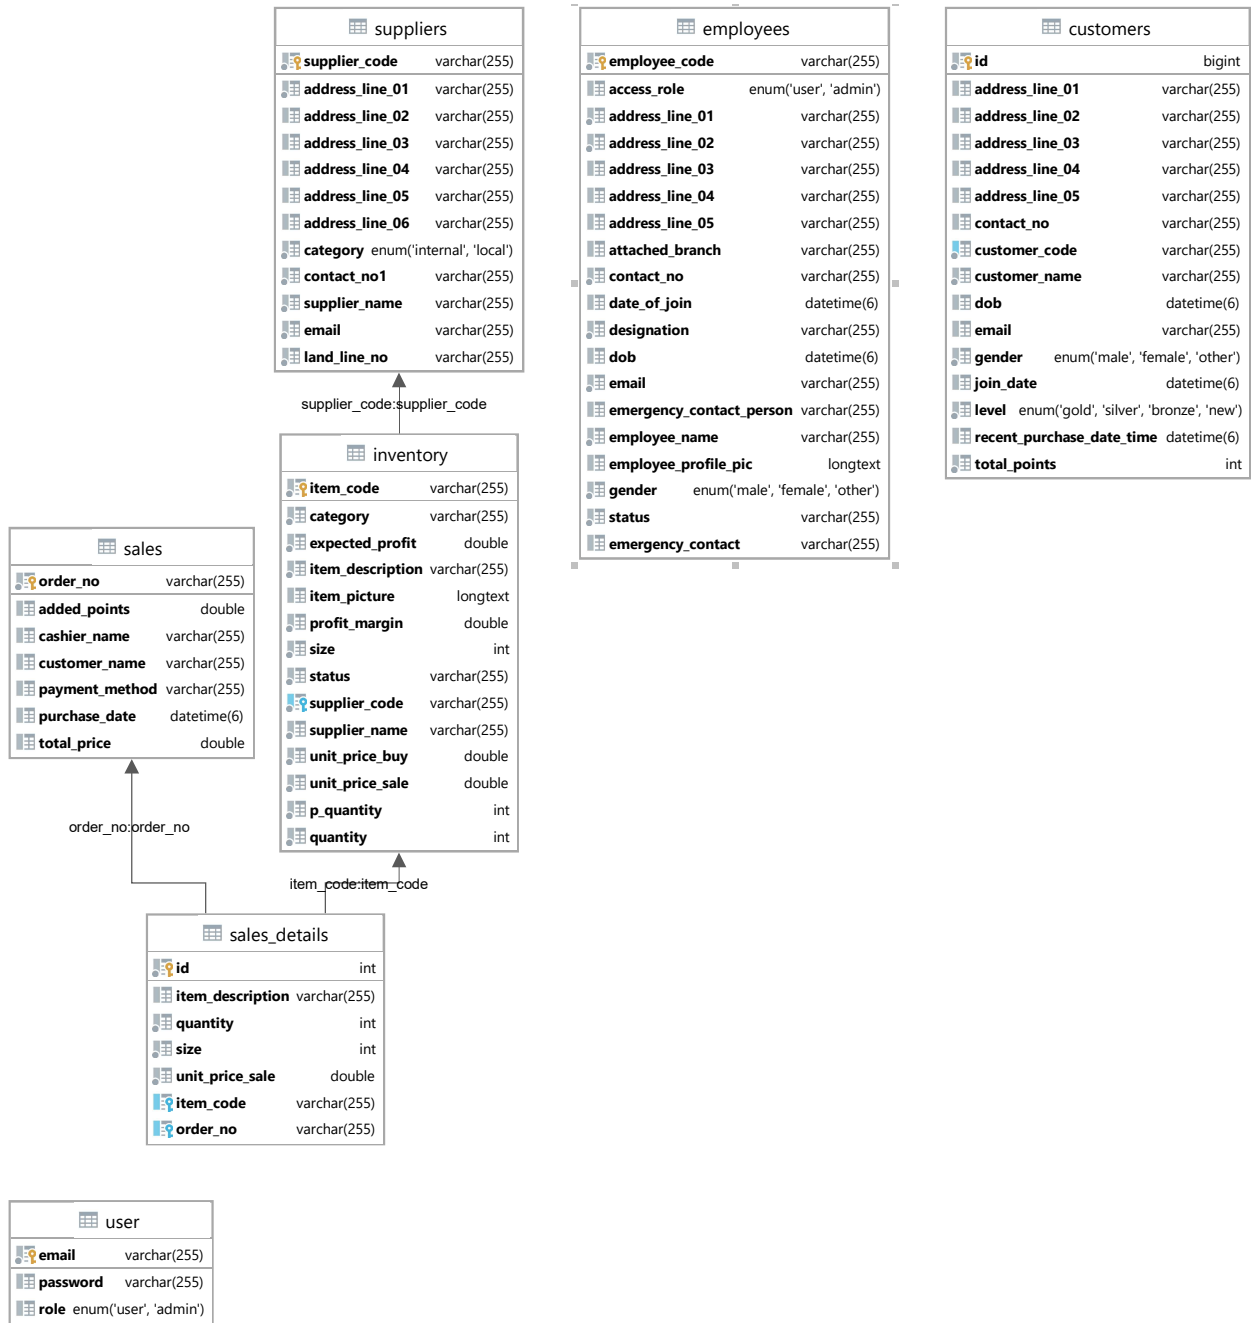 suppliers
supplier_code varchar(255)
address_line_01 varchar(255)
address_line_02 varchar(255)
address_line_03 varchar(255)
address_line_04 varchar(255)
address_line_05 varchar(255)
address_line_06 varchar(255)
category enum('internal', 'local')
contact_no1 varchar(255)
supplier_name varchar(255)
email varchar(255)
land_line_no varchar(255)
employees
employee_code varchar(255)
access_role enum('user', 'admin')
address_line_01 varchar(255)
address_line_02 varchar(255)
address_line_03 varchar(255)
address_line_04 varchar(255)
address_line_05 varchar(255)
attached_branch varchar(255)
contact_no varchar(255)
date_of_join datetime(6)
designation varchar(255)
dob datetime(6)
email varchar(255)
emergency_contact_person varchar(255)
employee_name varchar(255)
employee_profile_pic longtext
gender enum('male', 'female', 'other')
status varchar(255)
emergency_contact varchar(255)
customers
id bigint
address_line_01 varchar(255)
address_line_02 varchar(255)
address_line_03 varchar(255)
address_line_04 varchar(255)
address_line_05 varchar(255)
contact_no varchar(255)
customer_code varchar(255)
customer_name varchar(255)
dob datetime(6)
email varchar(255)
gender enum('male', 'female', 'other')
join_date datetime(6)
level enum('gold', 'silver', 'bronze', 'new')
recent_purchase_date_time datetime(6)
total_points int
supplier_code:supplier_code
inventory
item_code varchar(255)
category varchar(255)
expected_profit double
item_description varchar(255)
item_picture longtext
profit_margin double
size int
status varchar(255)
supplier_code varchar(255)
supplier_name varchar(255)
unit_price_buy double
unit_price_sale double
p_quantity int
quantity int
sales
order_no varchar(255)
added_points double
cashier_name varchar(255)
customer_name varchar(255)
payment_method varchar(255)
purchase_date datetime(6)
total_price double
order_no:order_no
item_code:item_code
sales_details
id int
item_description varchar(255)
quantity int
size int
unit_price_sale double
item_code varchar(255)
order_no varchar(255)
user
email varchar(255)
password varchar(255)
role enum('user', 'admin')